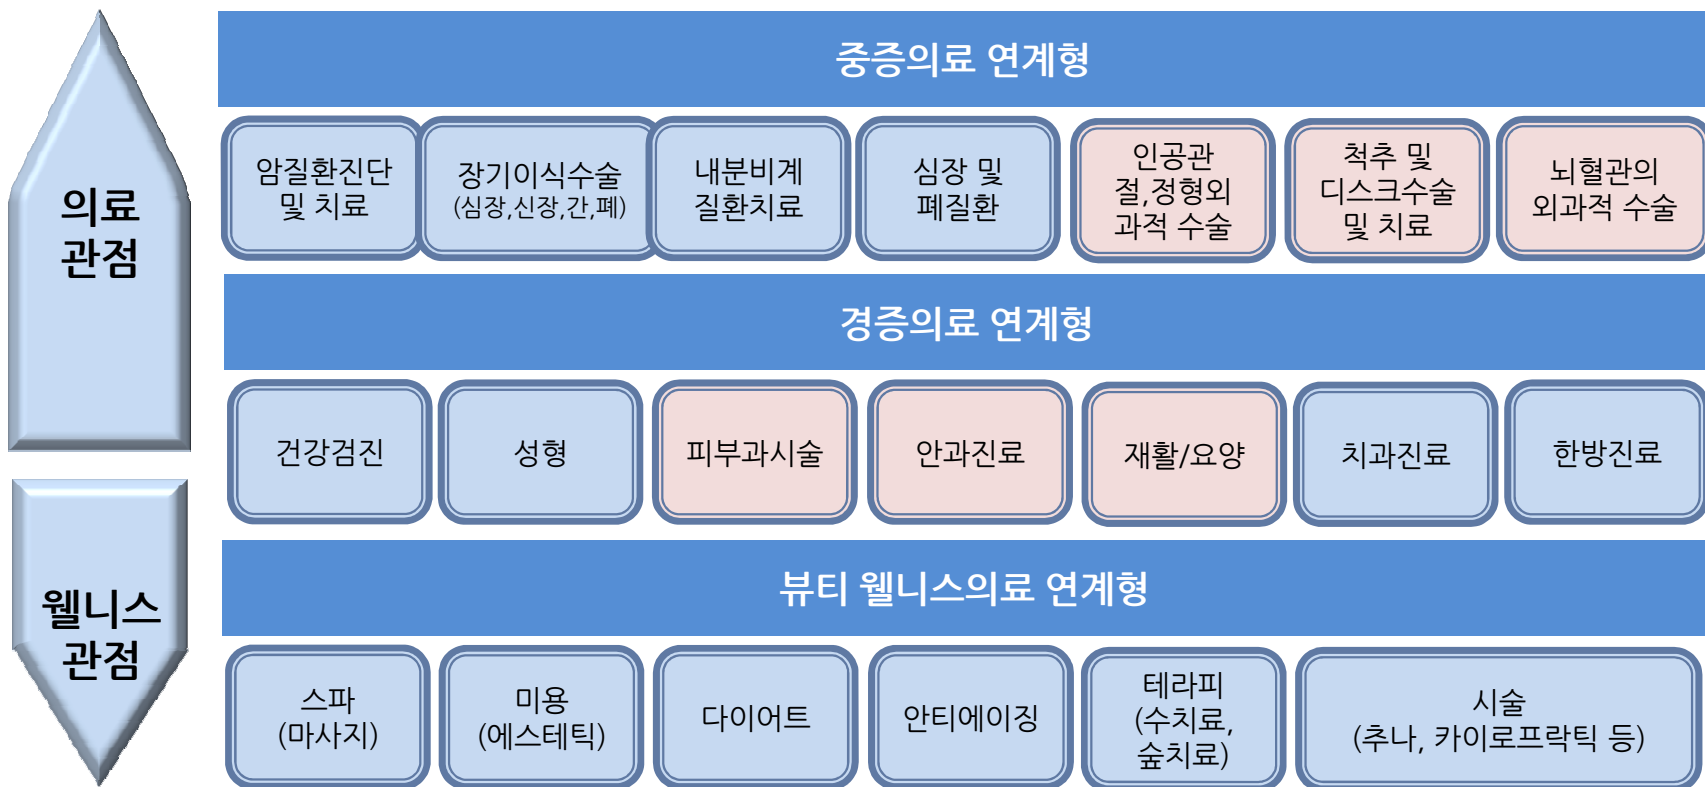 의료
관점
중증의료 연계형
암질환진단
및 치료
장기이식수술
(심장,신장,간,폐)
내분비계
질환치료
심장 및
폐질환
인공관
절,정형외
과적 수술
척추 및
디스크수술
및 치료
뇌혈관의
외과적 수술
경증의료 연계형
건강검진
성형
피부과시술
안과진료
재활/요양
치과진료
한방진료
웰니스
관점
뷰티 웰니스의료 연계형
스파
(마사지)
미용
(에스테틱)
다이어트
안티에이징
테라피
(수치료,
숲치료)
시술
(추나, 카이로프락틱 등)